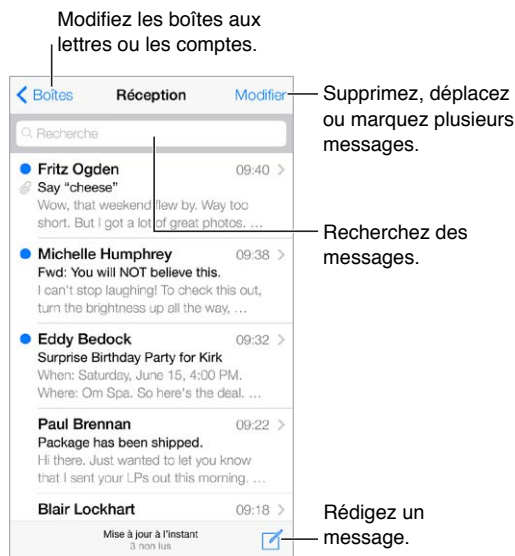 Modifiez les boîtes aux
lettres ou les comptes.
Boîtes
Réception
Modifier
Supprimez, déplacez
ou marquez plusieurs
messages.
Recherche
Fritz Ogden
09:40
Say “cheese”
Wow, that weekend flew by. Way too
short. But I got a lot of great photos. …
Recherchez des
messages.
Michelle Humphrey
09:38
Fwd: You will NOT believe this.
I can't stop laughing! To check this out,
turn the brightness up all the way, …
Eddy Bedock
09:32
Surprise Birthday Party for Kirk
When: Saturday, June 15, 4:00 PM.
Where: Om Spa. So here's the deal. …
Paul Brennan
09:22
Package has been shipped.
Hi there. Just wanted to let you know
that I sent your LPs out this morning. …
Blair Lockhart
09:18
Mise à jour à l'instant
3 non lus
Rédigez un
message.